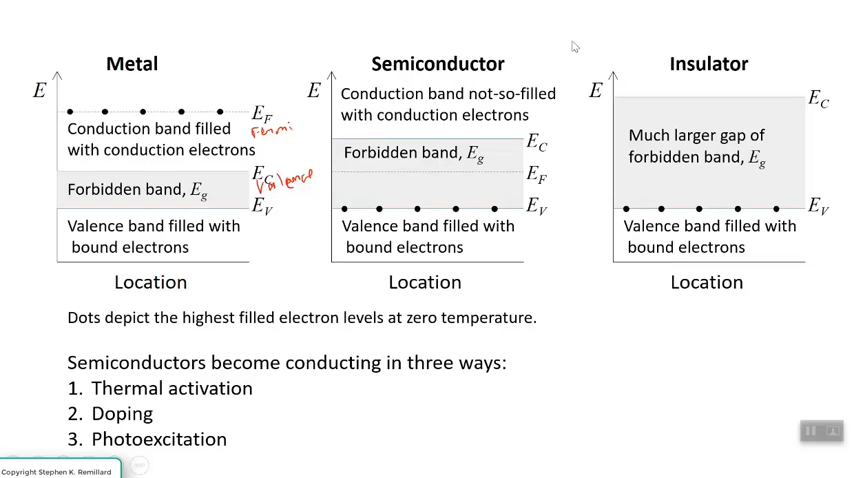 Metal
E
E_F
Fermi
Conduction band filled
with conduction electrons
E_C
Valence
Forbidden band, E_g
E_V
Valence band filled with
bound electrons
Location
Semiconductor
E
Conduction band not-so-filled
with conduction electrons
E_C
Forbidden band, E_g
E_F
E_V
Valence band filled with
bound electrons
Location
Insulator
E
E_C
Much larger gap of
forbidden band, E_g
E_V
Valence band filled with
bound electrons
Location
Dots depict the highest filled electron levels at zero temperature.
Semiconductors become conducting in three ways:
1. Thermal activation
2. Doping
3. Photoexcitation
Copyright Stephen K. Remillard